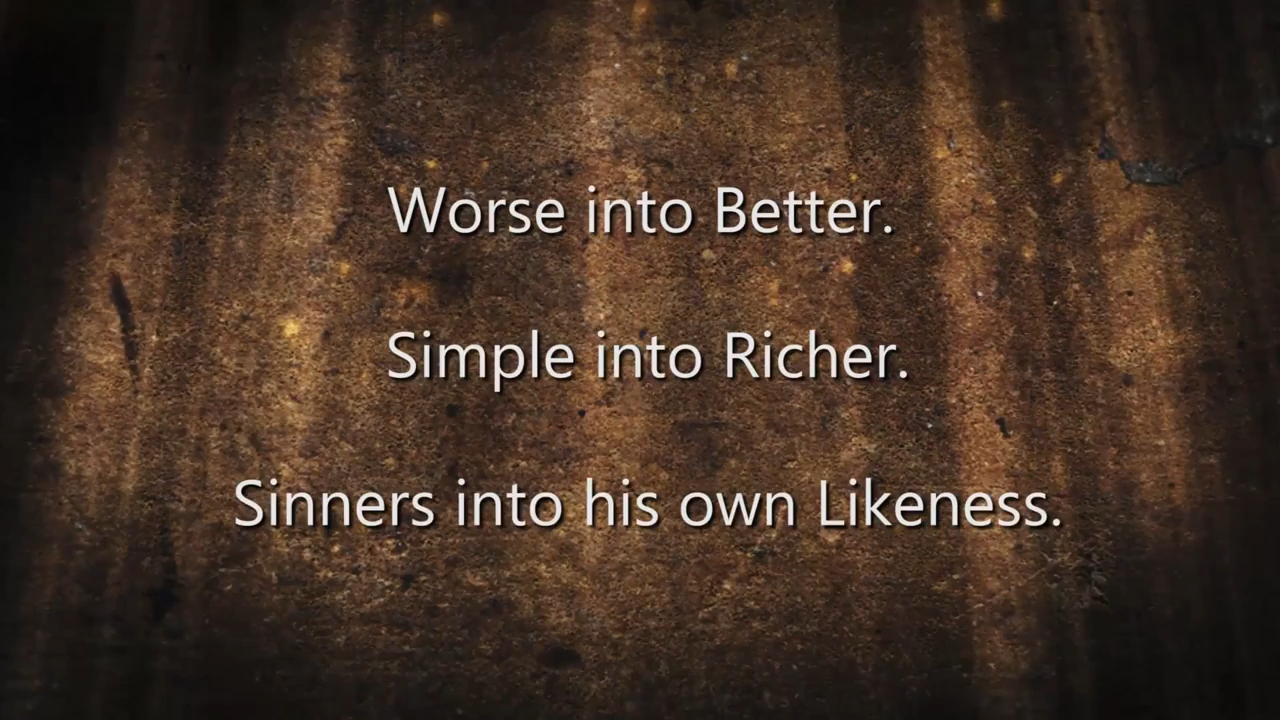 Worse into Better.
Simple into Richer.
Sinners into his own Likeness.